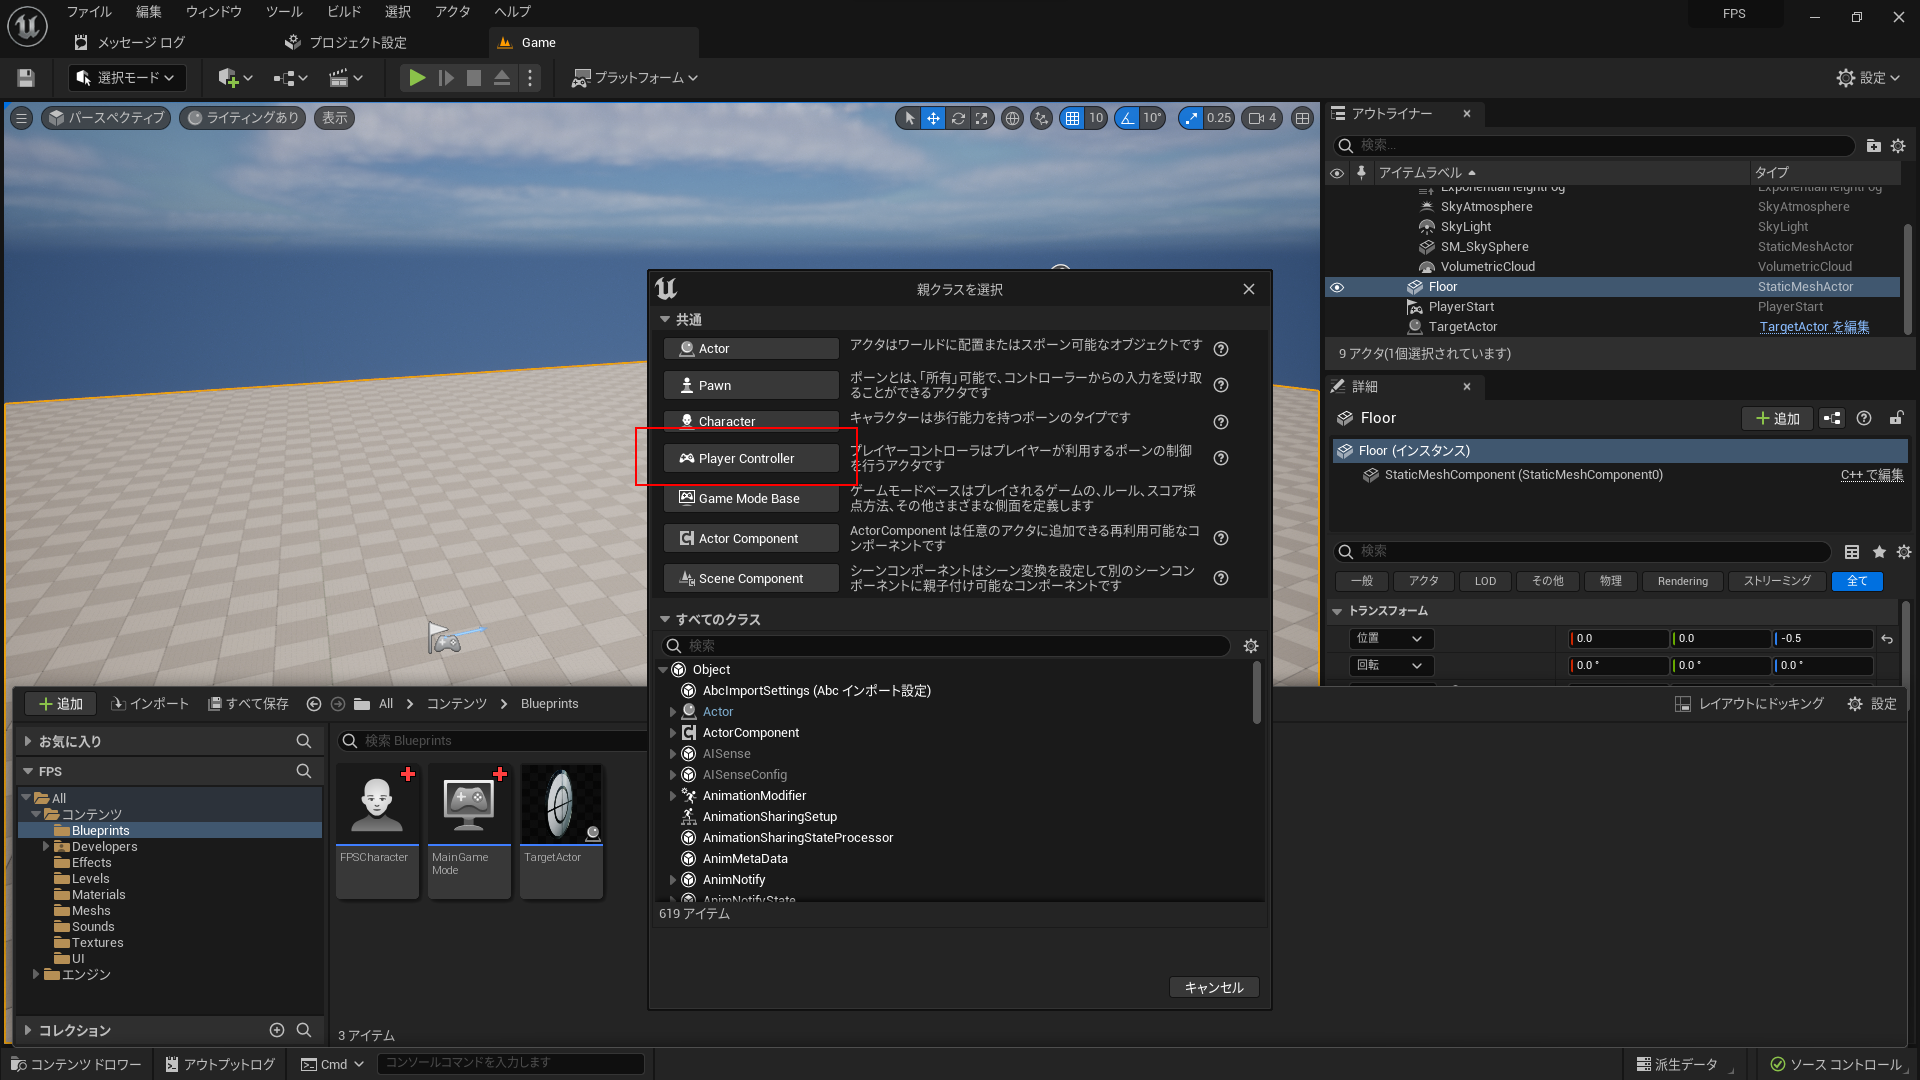 ファイル 編集 ウィンドウ ツール ビルド 選択 アクタ ヘルプ
FPS
メッセージ ログ
プロジェクト設定
Game
選択モード
プラットフォーム
設定
パースペクティブ
ライティングあり
表示
10
10°
0.25
4
アウトライナー
検索...
アイテムラベル
タイプ
ExponentialHeightFog ExponentialHeightFog
SkyAtmosphere SkyAtmosphere
SkyLight SkyLight
SM_SkySphere StaticMeshActor
VolumetricCloud VolumetricCloud
Floor StaticMeshActor
PlayerStart PlayerStart
TargetActor TargetActor を編集
9 アクタ(1個選択されています)
詳細
Floor
追加
Floor (インスタンス)
StaticMeshComponent (StaticMeshComponent0) C++ で編集
検索
一般 アクタ LOD その他 物理 Rendering ストリーミング 全て
トランスフォーム
位置 0.0 0.0 -0.5
回転 0.0 ° 0.0 ° 0.0 °
親クラスを選択
共通
Actor
アクタはワールドに配置またはスポーン可能なオブジェクトです
Pawn
ポーンとは、「所有」可能で、コントローラーからの入力を受け取
ることができるアクタです
Character
キャラクターは歩行能力を持つポーンのタイプです
Player Controller
プレイヤーコントローラはプレイヤーが利用するポーンの制御
を行うアクタです
Game Mode Base
ゲームモードベースはプレイされるゲームの、ルール、スコア採
点方法、その他さまざまな側面を定義します
Actor Component
ActorComponent は任意のアクタに追加できる再利用可能なコ
ンポーネントです
Scene Component
シーンコンポーネントはシーン変換を設定して別のシーンコン
ポーネントに親子付け可能なコンポーネントです
すべてのクラス
検索
Object
AbcImportSettings (Abc インポート設定)
Actor
ActorComponent
AISense
AISenseConfig
AnimationModifier
AnimationSharingSetup
AnimationSharingStateProcessor
AnimMetaData
AnimNotify
AnimNotifyState
619 アイテム
キャンセル
追加
インポート
すべて保存
All
コンテンツ
Blueprints
レイアウトにドッキング
設定
お気に入り
FPS
All
コンテンツ
Blueprints
Developers
Effects
Levels
Materials
Meshs
Sounds
Textures
UI
エンジン
コレクション
検索 Blueprints
FPSCharacter
MainGame
Mode
TargetActor
3 アイテム
コンテンツ ドロワー
アウトプットログ
Cmd
コンソールコマンドを入力します
派生データ
ソース コントロール